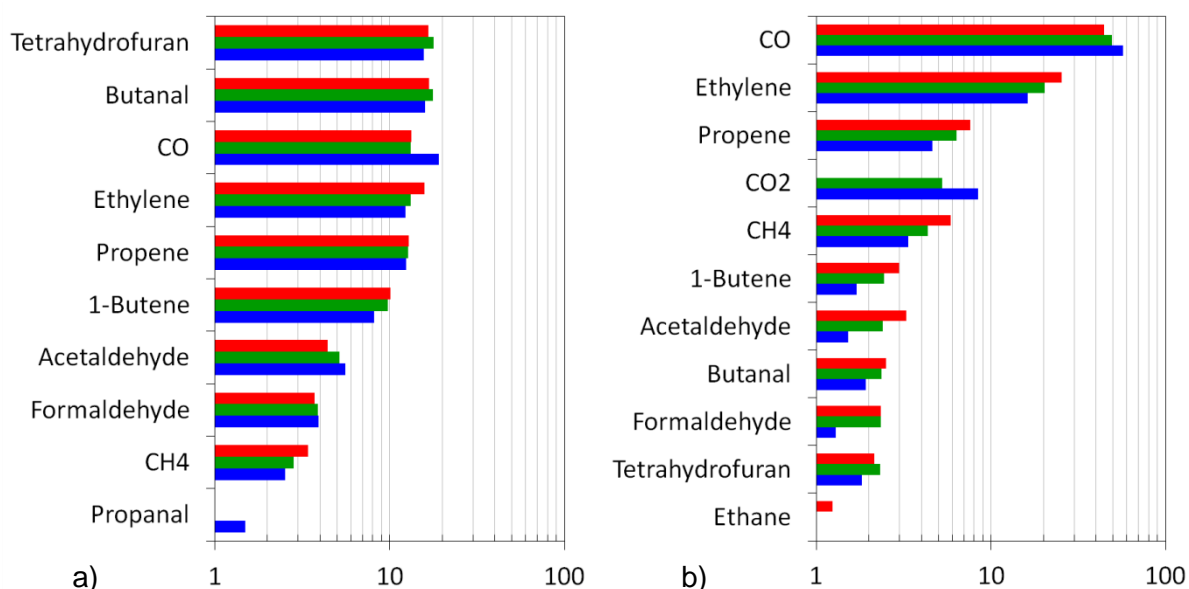 Tetrahydrofuran
Butanal
CO
Ethylene
Propene
1-Butene
Acetaldehyde
Formaldehyde
CH4
Propanal
1 10 100
a)
CO
Ethylene
Propene
CO2
CH4
1-Butene
Acetaldehyde
Butanal
Formaldehyde
Tetrahydrofuran
Ethane
1 10 100
b)